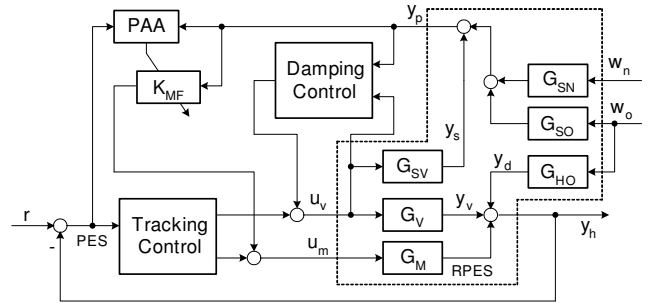 PAA
y_p
w_n
K_MF
Damping
Control
G_SN
w_o
y_s
G_SO
G_SV
y_d
G_HO
r
-
PES
Tracking
Control
u_v
G_V
y_v
y_h
u_m
G_M
RPES